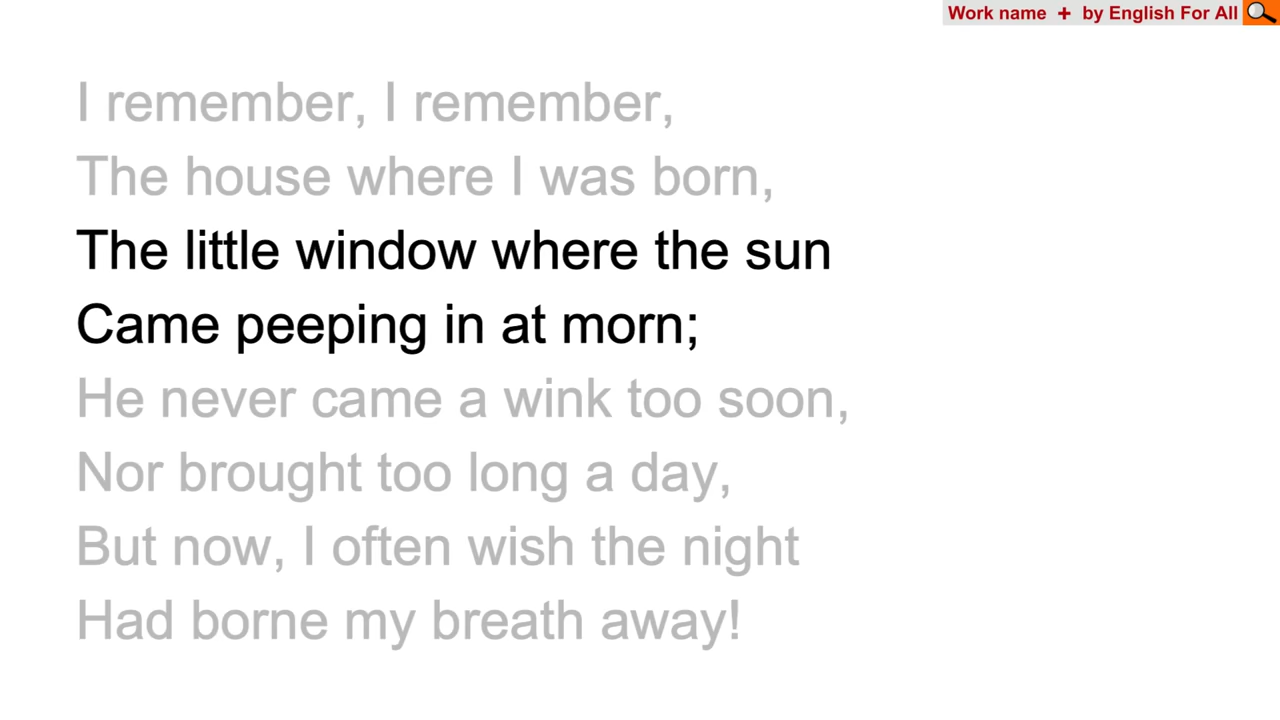 Work name + by English For All
I remember, I remember,
The house where I was born,
The little window where the sun
Came peeping in at morn;
He never came a wink too soon,
Nor brought too long a day,
But now, I often wish the night
Had borne my breath away!